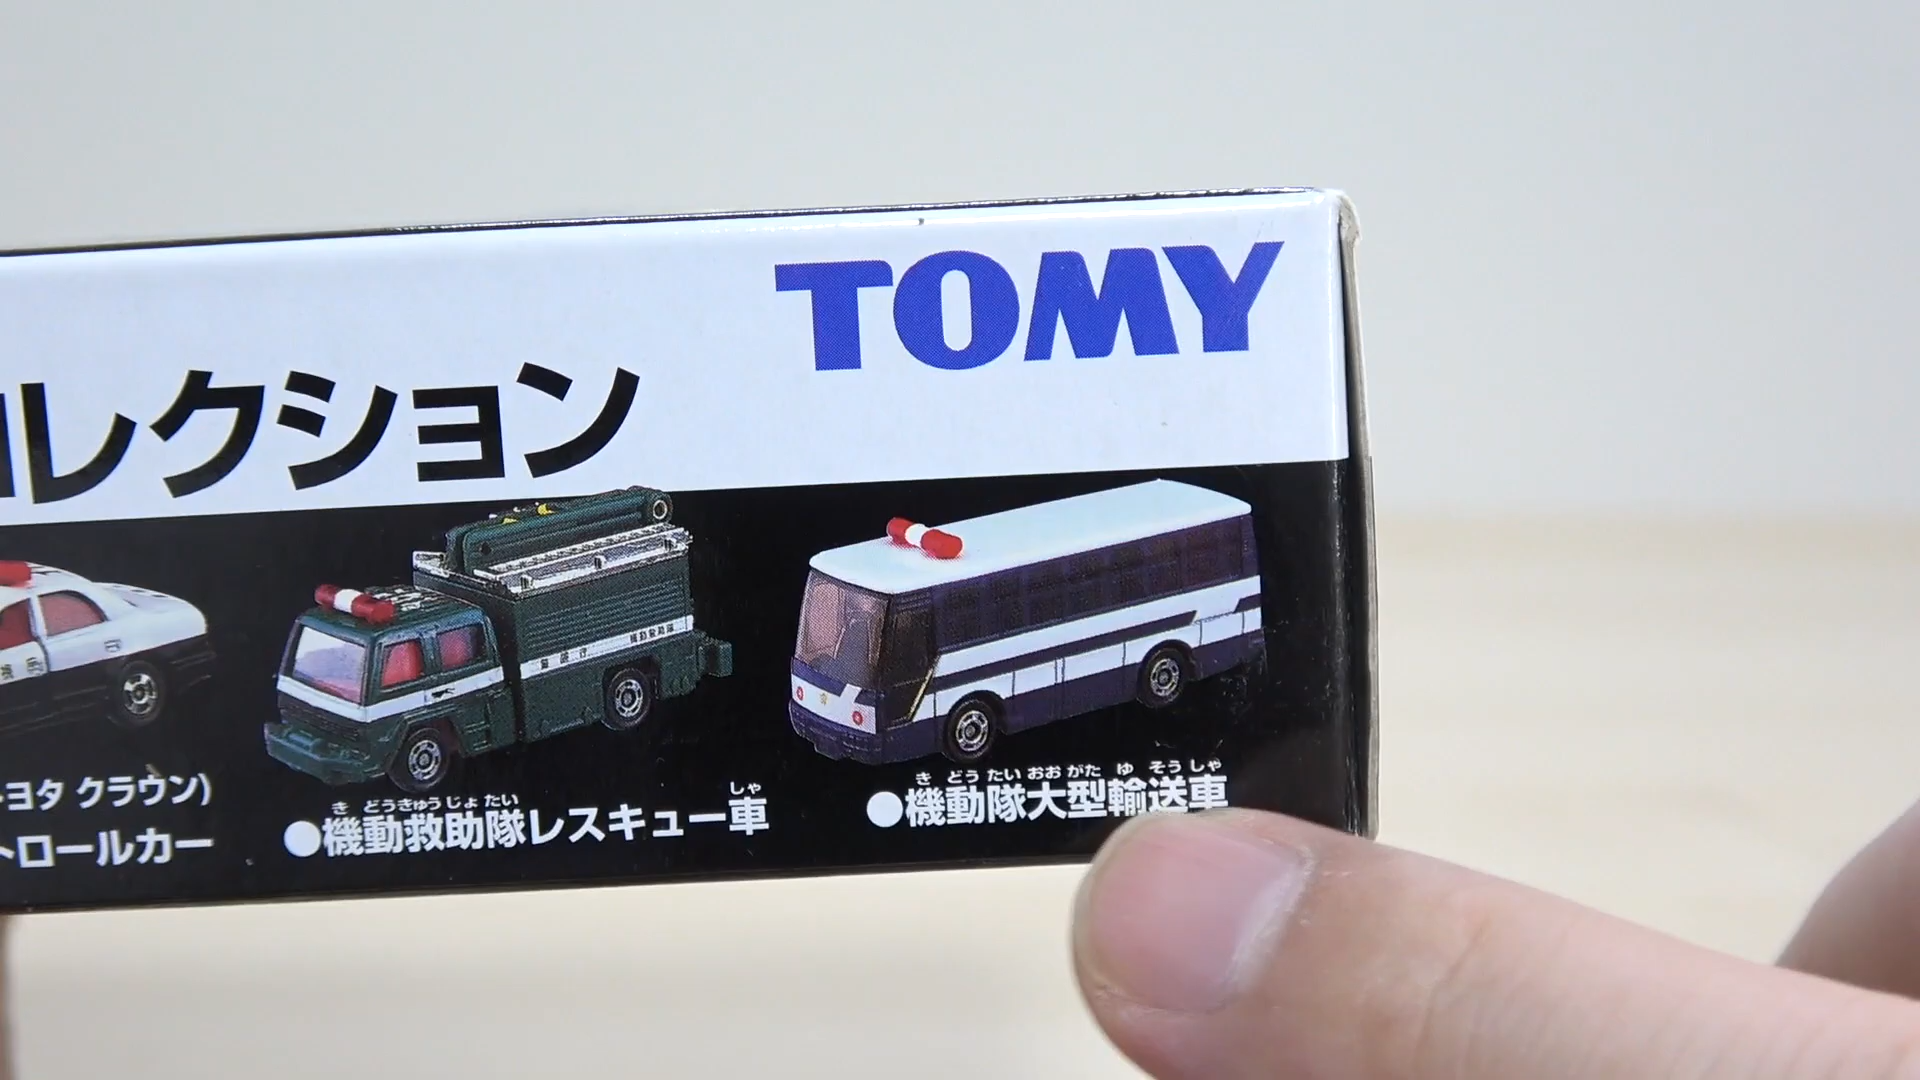 TOMY
コレクション
トヨタ クラウン)
トロールカー
き どうきゅうじょ たい しゃ
●機動救助隊レスキュー車
き どう たい おお がた ゆ そう しゃ
●機動隊大型輸送車